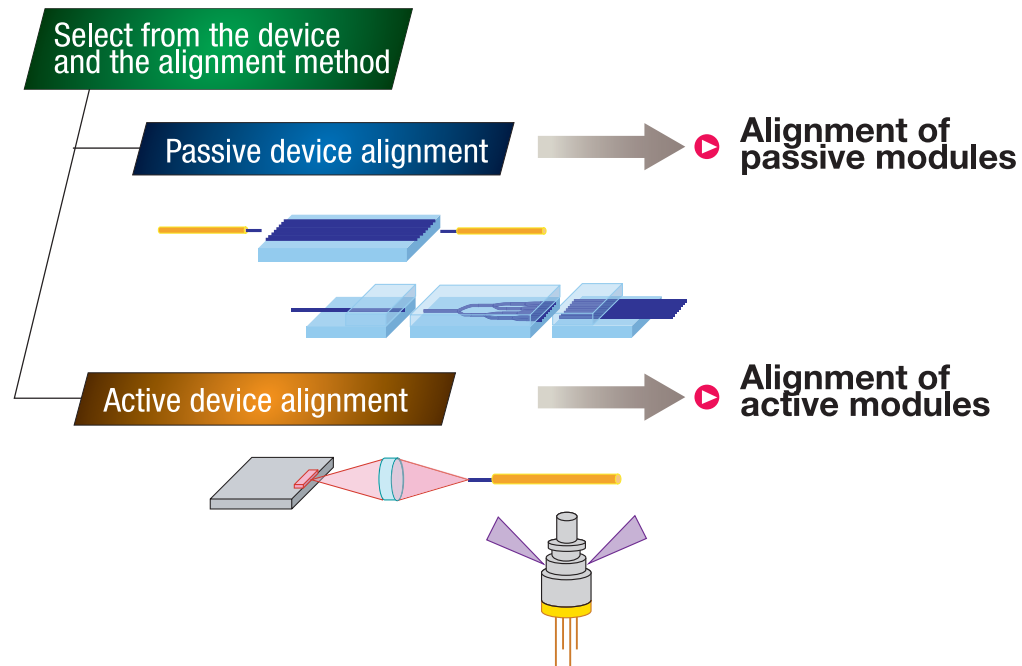 Select from the device
and the alignment method
Passive device alignment
Alignment of
passive modules
Active device alignment
Alignment of
active modules